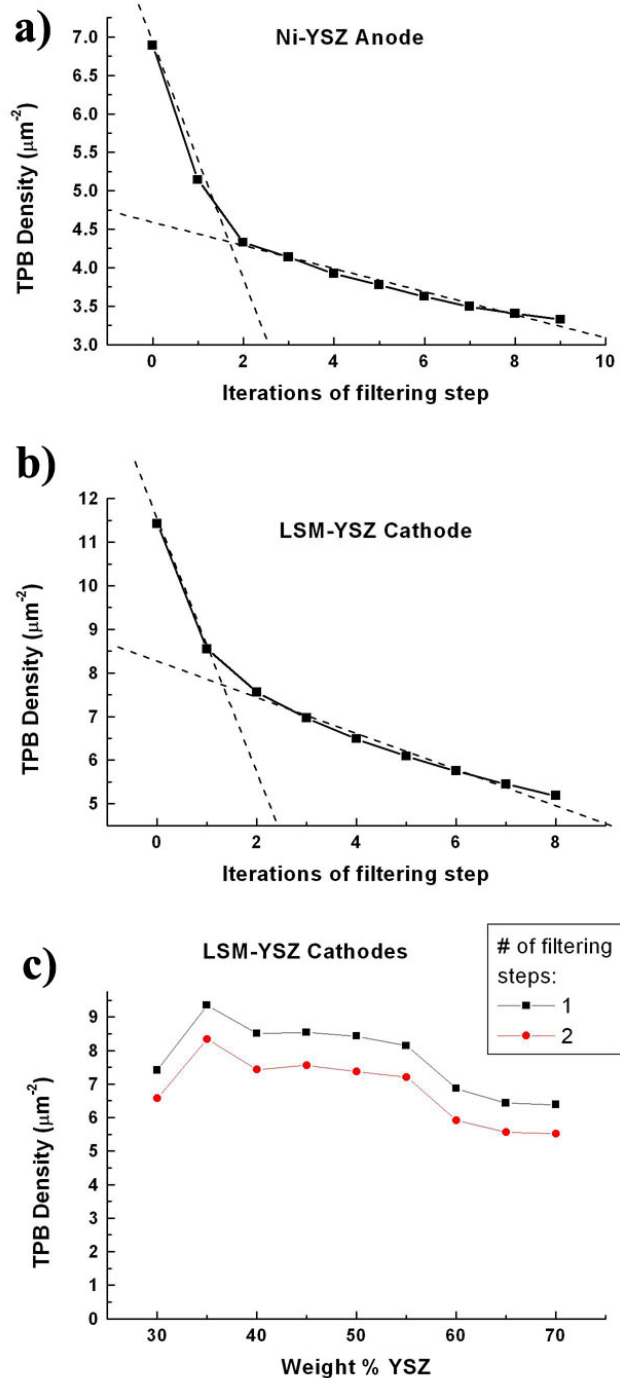 a)
Ni-YSZ Anode
7.0
6.5
6.0
5.5
5.0
4.5
4.0
3.5
3.0
TPB Density (μm⁻²)
0 2 4 6 8 10
Iterations of filtering step
b)
LSM-YSZ Cathode
12
11
10
9
8
7
6
5
TPB Density (μm⁻²)
0 2 4 6 8
Iterations of filtering step
c)
LSM-YSZ Cathodes
# of filtering
steps:
1
2
9
8
7
6
5
4
3
2
1
0
TPB Density (μm⁻²)
30 40 50 60 70
Weight % YSZ